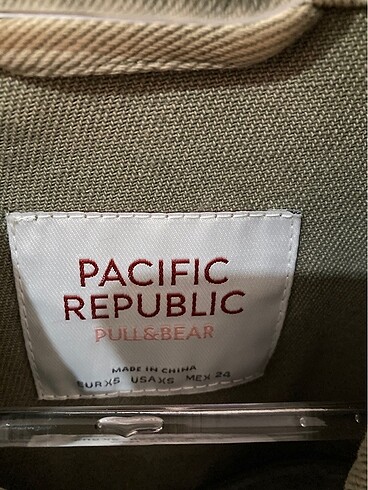 PACIFIC
REPUBLIC
PULL&BEAR
MADE IN CHINA
EUR XS USA XS MEX 24